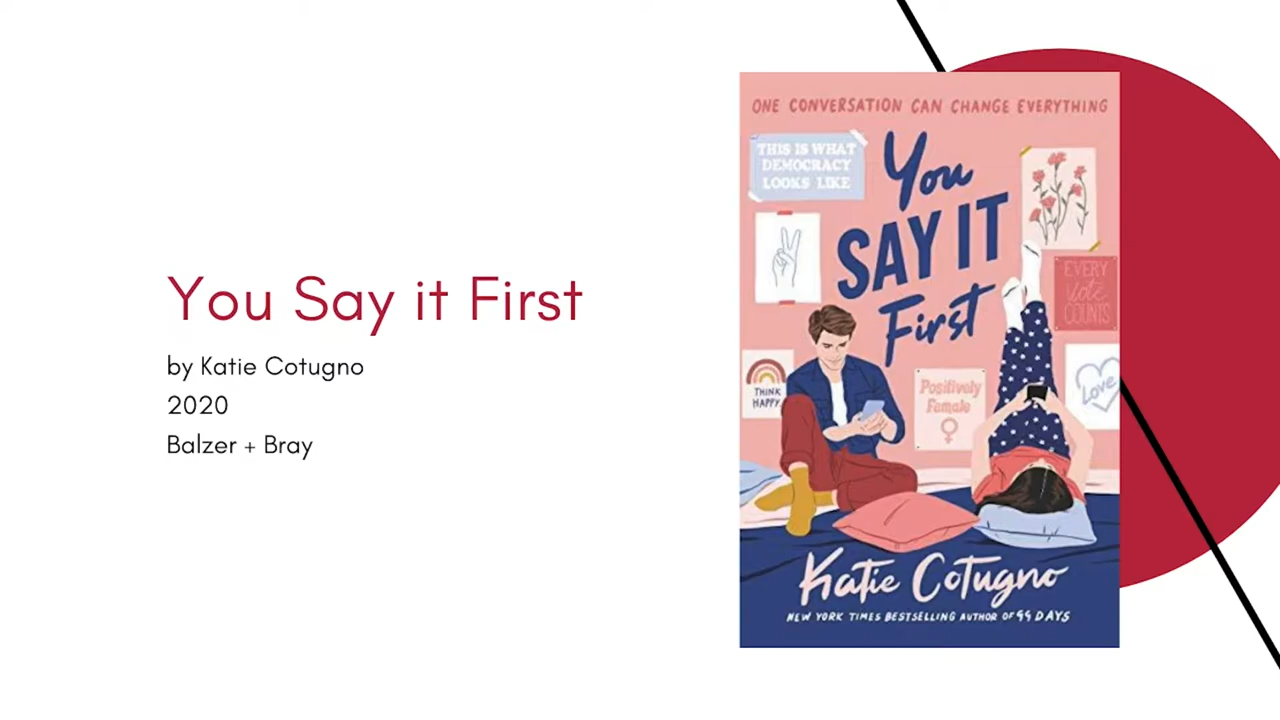 You Say it First
by Katie Cotugno
2020
Balzer + Bray
ONE CONVERSATION CAN CHANGE EVERYTHING
You
SAY IT
First
THIS IS WHAT
DEMOCRACY
LOOKS LIKE
EVERY
Vote
COUNTS
THINK
HAPPY
Positively
Female
Love
Katie Cotugno
NEW YORK TIMES BESTSELLING AUTHOR OF 99 DAYS